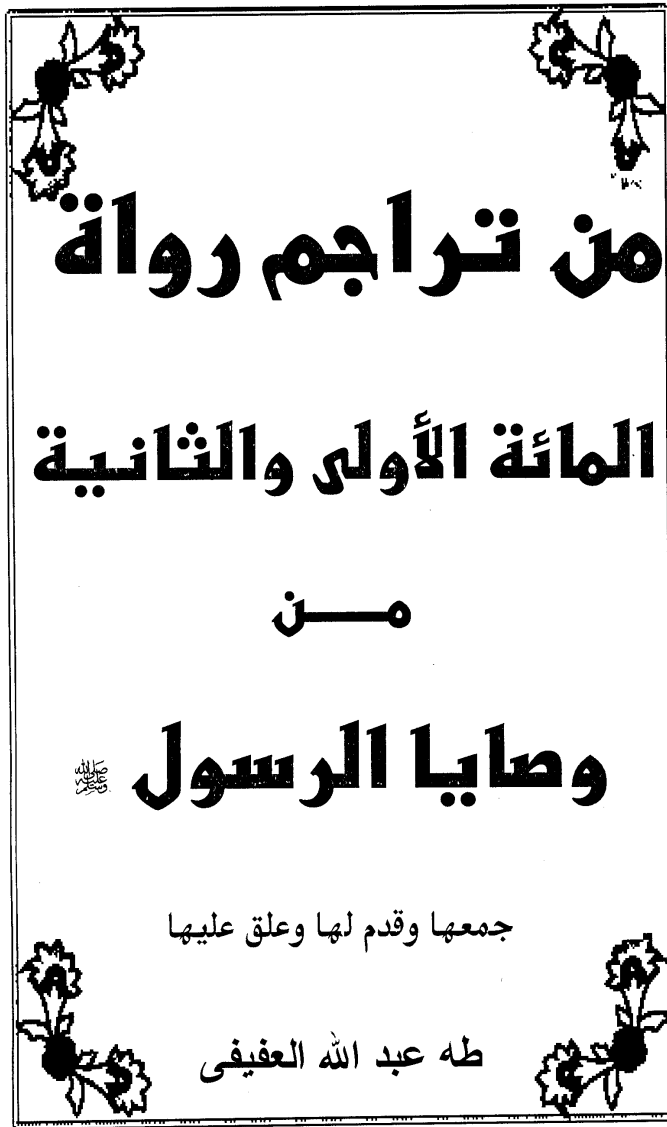 من تراجم رواة
المائة الأولى والثانية
مـــن
وصايا الرسول ﷺ
جمعها وقدم لها وعلق عليها
طه عبد الله العفيفى